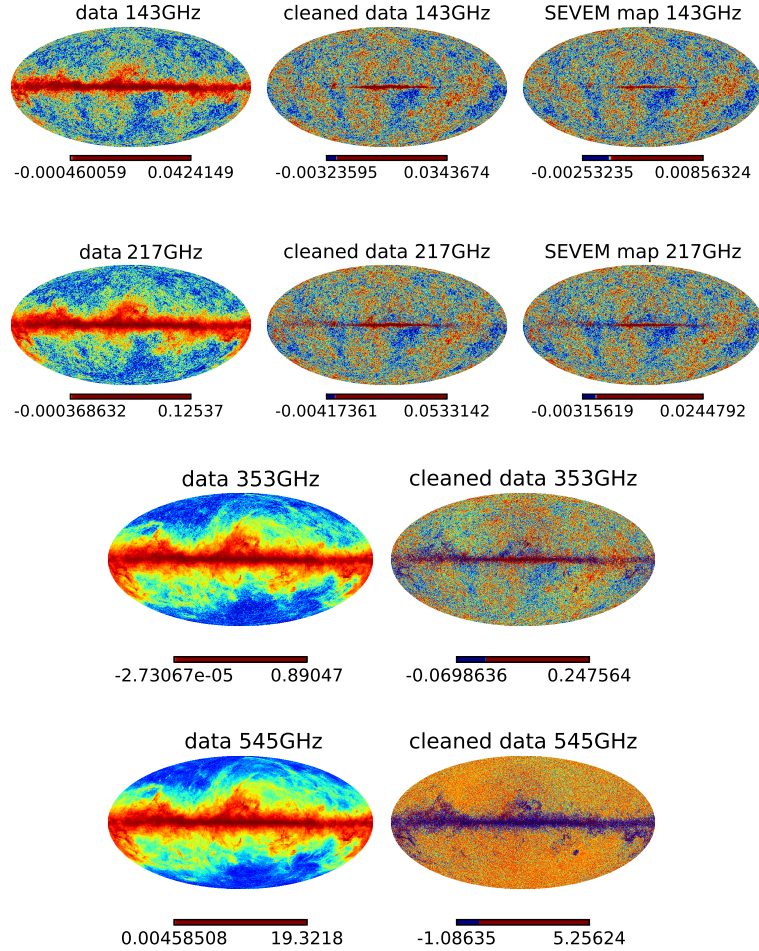 data 143GHz
cleaned data 143GHz
SEVEM map 143GHz
-0.000460059 0.0424149
-0.00323595 0.0343674
-0.00253235 0.00856324
data 217GHz
cleaned data 217GHz
SEVEM map 217GHz
-0.000368632 0.12537
-0.00417361 0.0533142
-0.00315619 0.0244792
data 353GHz
cleaned data 353GHz
-2.73067e-05 0.89047
-0.0698636 0.247564
data 545GHz
cleaned data 545GHz
0.00458508 19.3218
-1.08635 5.25624